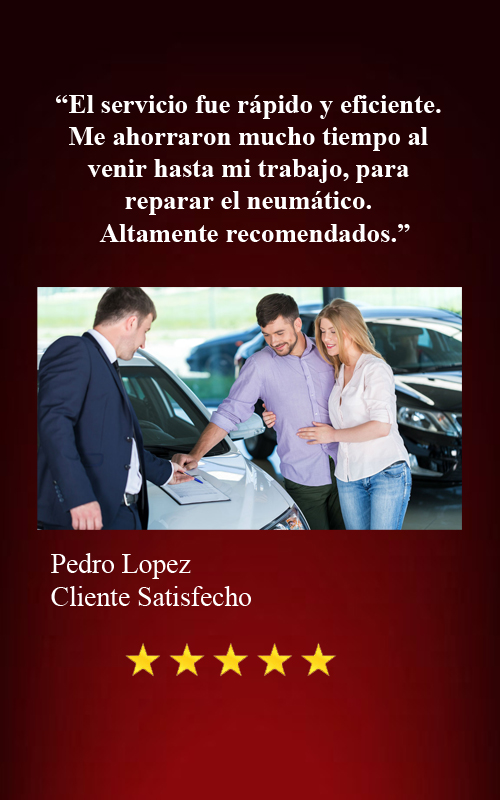 “El servicio fue rápido y eficiente.
Me ahorraron mucho tiempo al
venir hasta mi trabajo, para
reparar el neumático.
Altamente recomendados.”
Pedro Lopez
Cliente Satisfecho